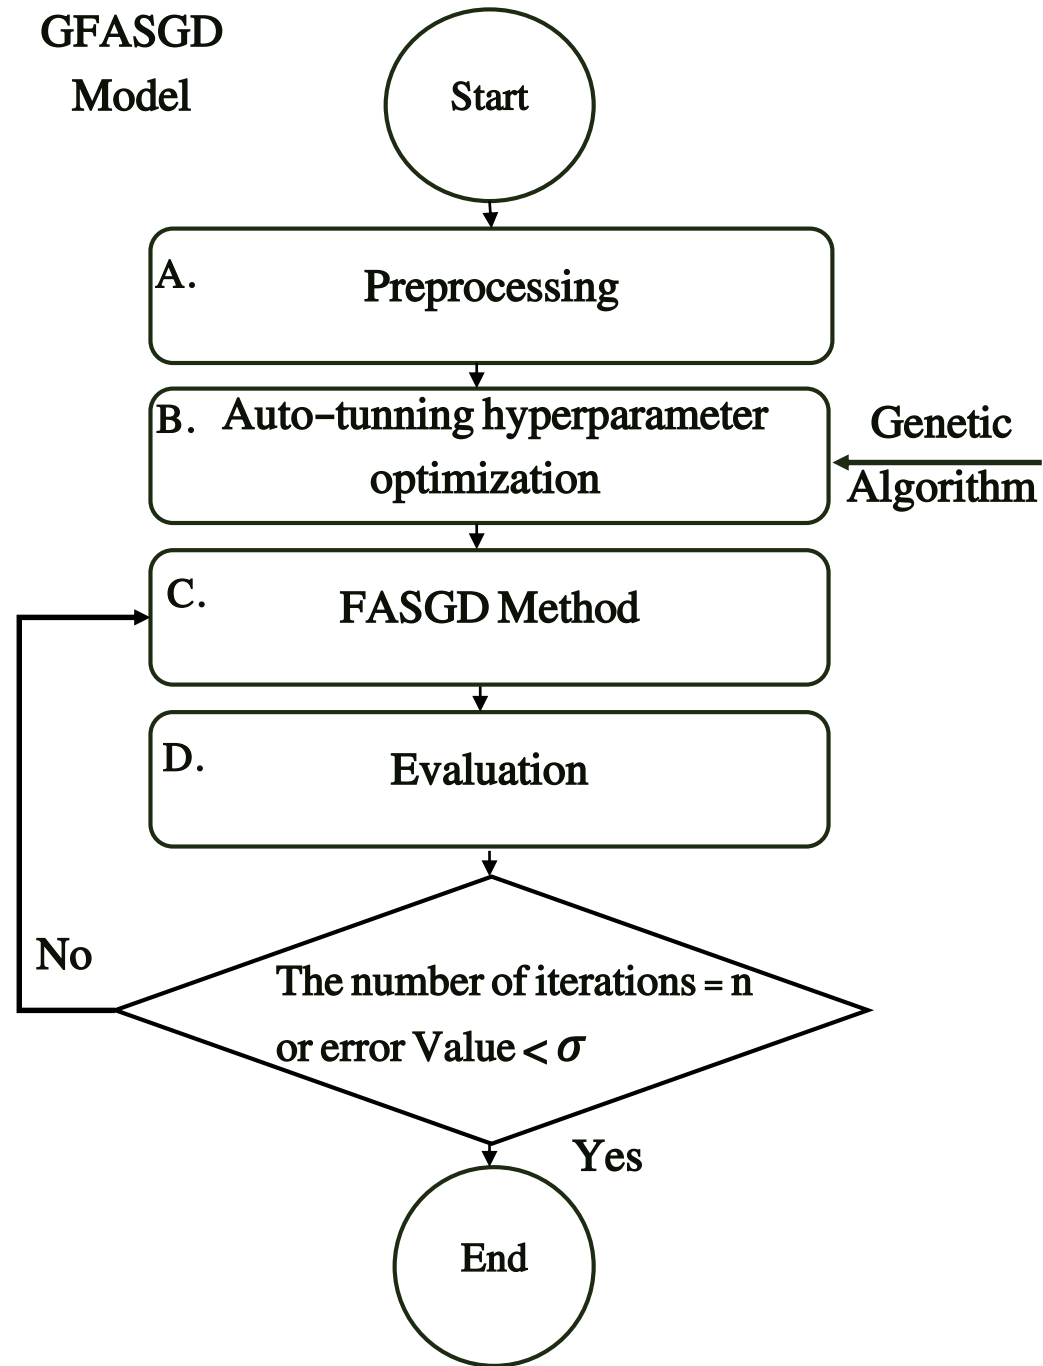 GFASGD
Model
Start
A.
Preprocessing
B. Auto-tunning hyperparameter
optimization
Genetic
Algorithm
C.
FASGD Method
D.
Evaluation
No
The number of iterations = n
or error Value < σ
Yes
End